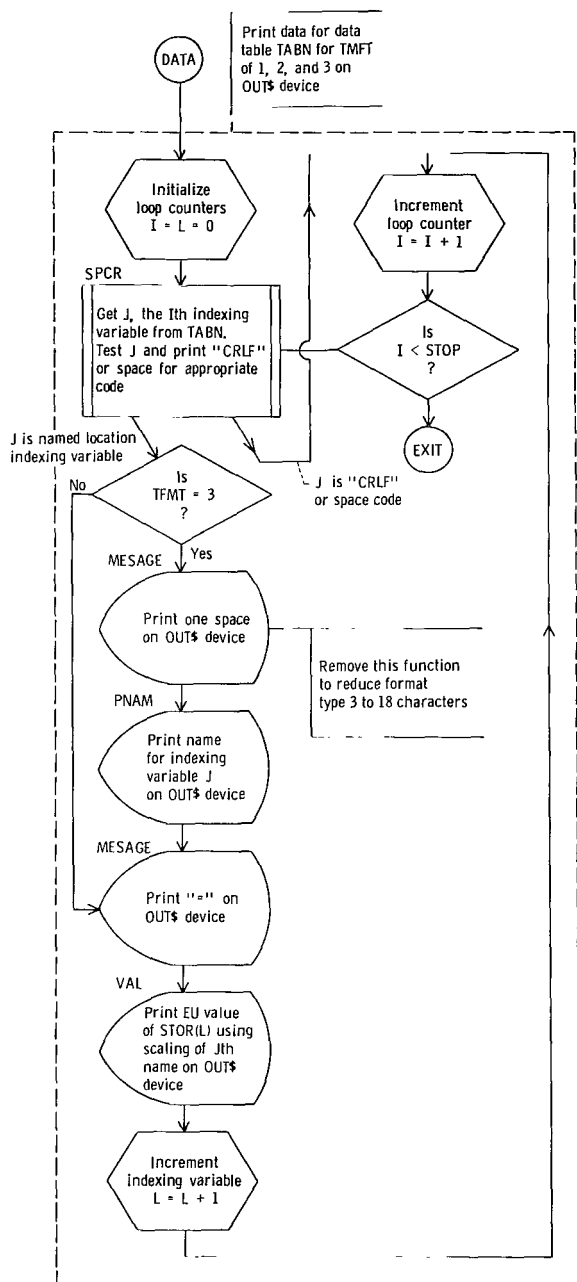 DATA
Print data for data
table TABN for TMFT
of 1, 2, and 3 on
OUT$ device
Initialize
loop counters
I = L = 0
Increment
loop counter
I = I + 1
SPCR
Get J, the Ith indexing
variable from TABN.
Test J and print "CRLF"
or space for appropriate
code
Is
I < STOP
?
EXIT
J is named location
indexing variable
J is "CRLF"
or space code
No
Is
TFMT = 3
?
Yes
MESAGE
Print one space
on OUT$ device
Remove this function
to reduce format
type 3 to 18 characters
PNAM
Print name
for indexing
variable J
on OUT$ device
MESAGE
Print "=" on
OUT$ device
VAL
Print EU value
of STOR(L) using
scaling of Jth
name on OUT$
device
Increment
indexing variable
L = L + 1